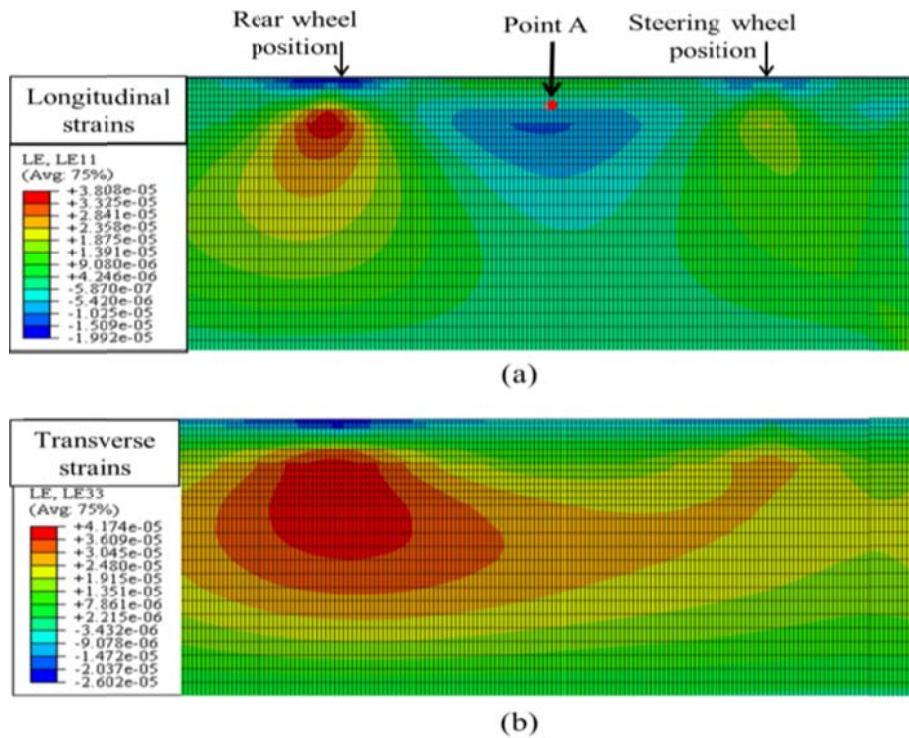 Rear wheel
position
Point A
Steering wheel
position
Longitudinal
strains
LE, LE11
(Avg: 75%)
+3.808e-05
+3.325e-05
+2.841e-05
+2.358e-05
+1.875e-05
+1.391e-05
+9.080e-06
+4.246e-06
-5.870e-07
-5.420e-06
-1.025e-05
-1.509e-05
-1.992e-05
(a)
Transverse
strains
LE, LE33
(Avg: 75%)
+4.174e-05
+3.609e-05
+3.045e-05
+2.480e-05
+1.915e-05
+1.351e-05
+7.861e-06
+2.215e-06
-3.432e-06
-9.078e-06
-1.472e-05
-2.037e-05
-2.602e-05
(b)